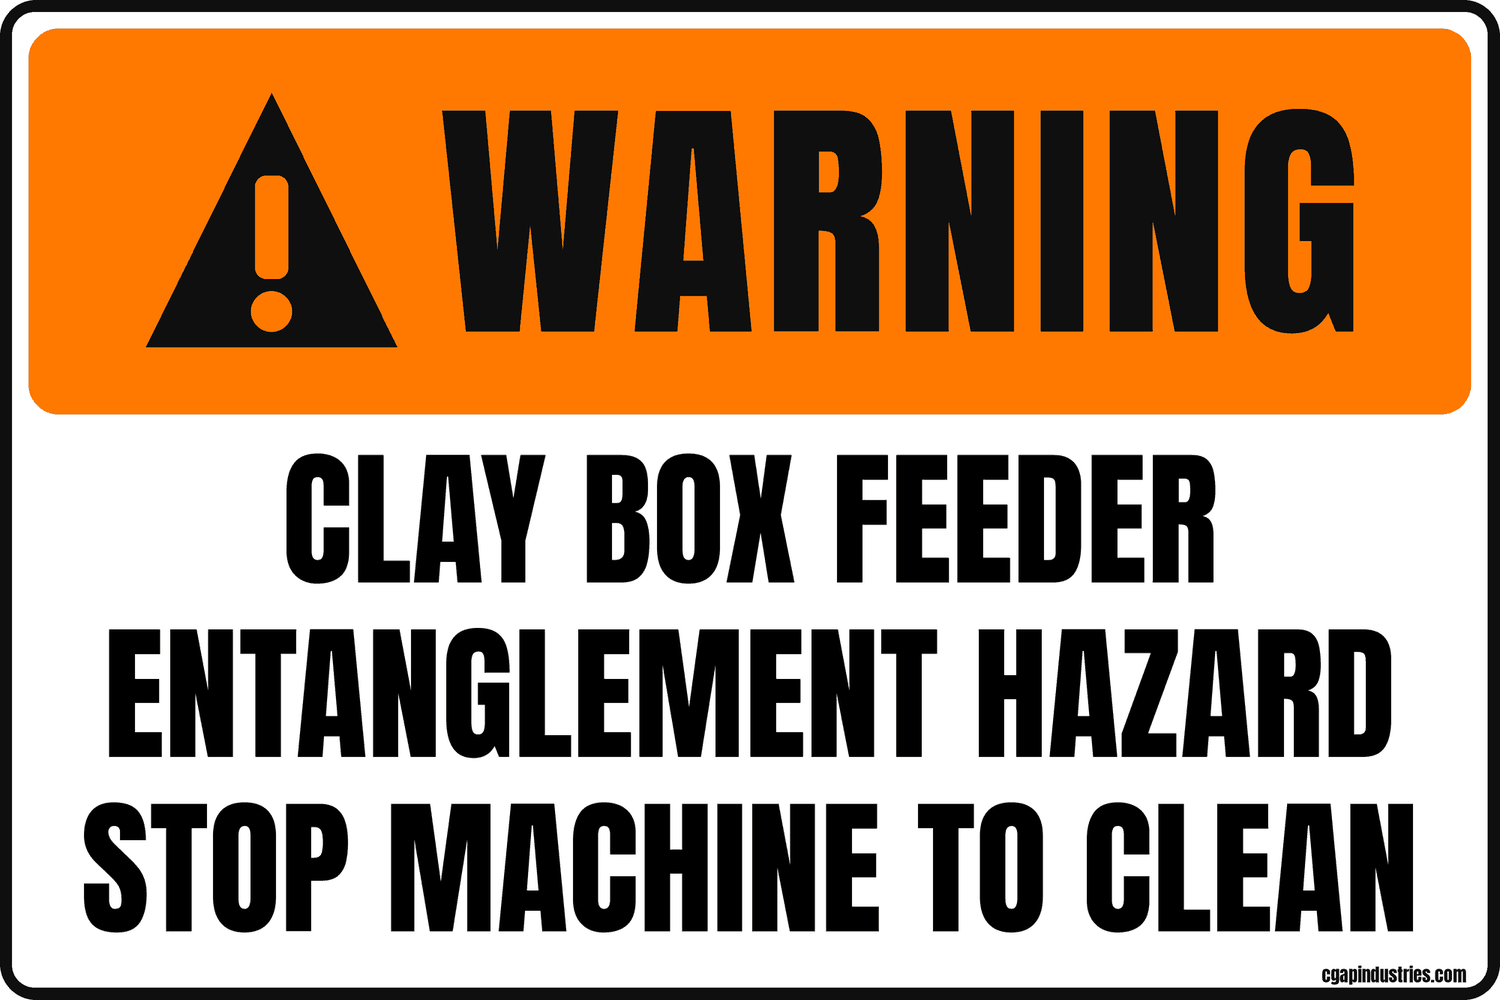 WARNING
CLAY BOX FEEDER
ENTANGLEMENT HAZARD
STOP MACHINE TO CLEAN
cgapindustries.com